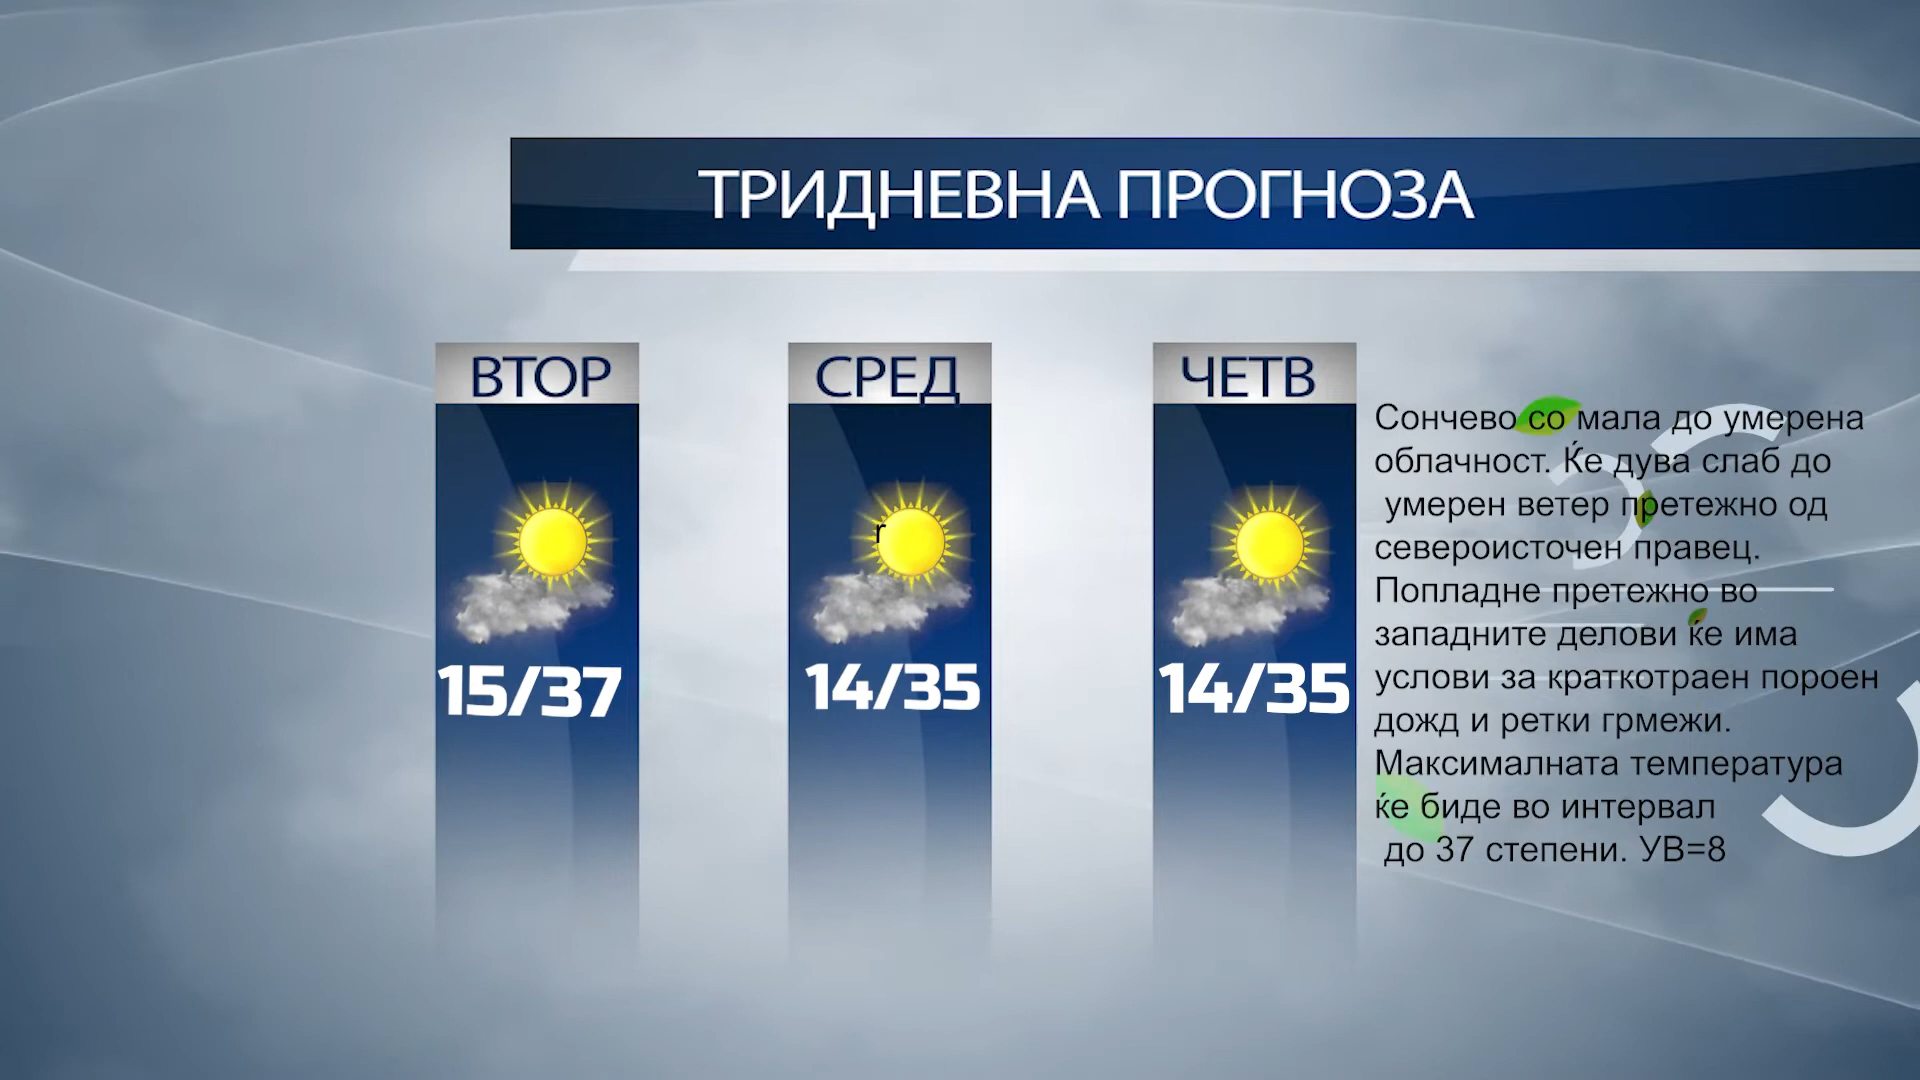 ТРИДНЕВНА ПРОГНОЗА
ВТОР
СРЕД
ЧЕТВ
r
15/37
14/35
14/35
Сончево со мала до умерена
облачност. Ќе дува слаб до
умерен ветер претежно од
североисточен правец.
Попладне претежно во
западните делови ќе има
услови за краткотраен пороен
дожд и ретки грмежи.
Максималната температура
ќе биде во интервал
до 37 степени. УВ=8